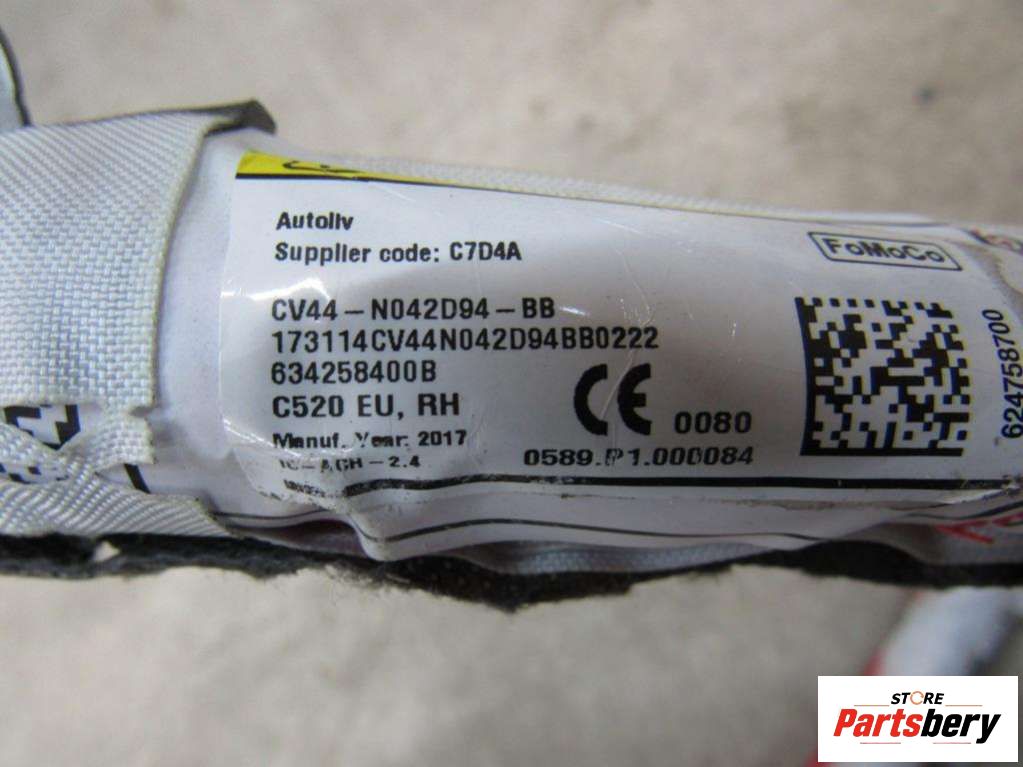 Autoliv
Supplier code: C7D4A
FoMoCo
CV44-N042D94-BB
173114CV44N042D94BB0222
634258400B
C520 EU, RH
CE 0080
Manuf. Year: 2017
0589.P1.000084
6247758700
STORE
Partsbery